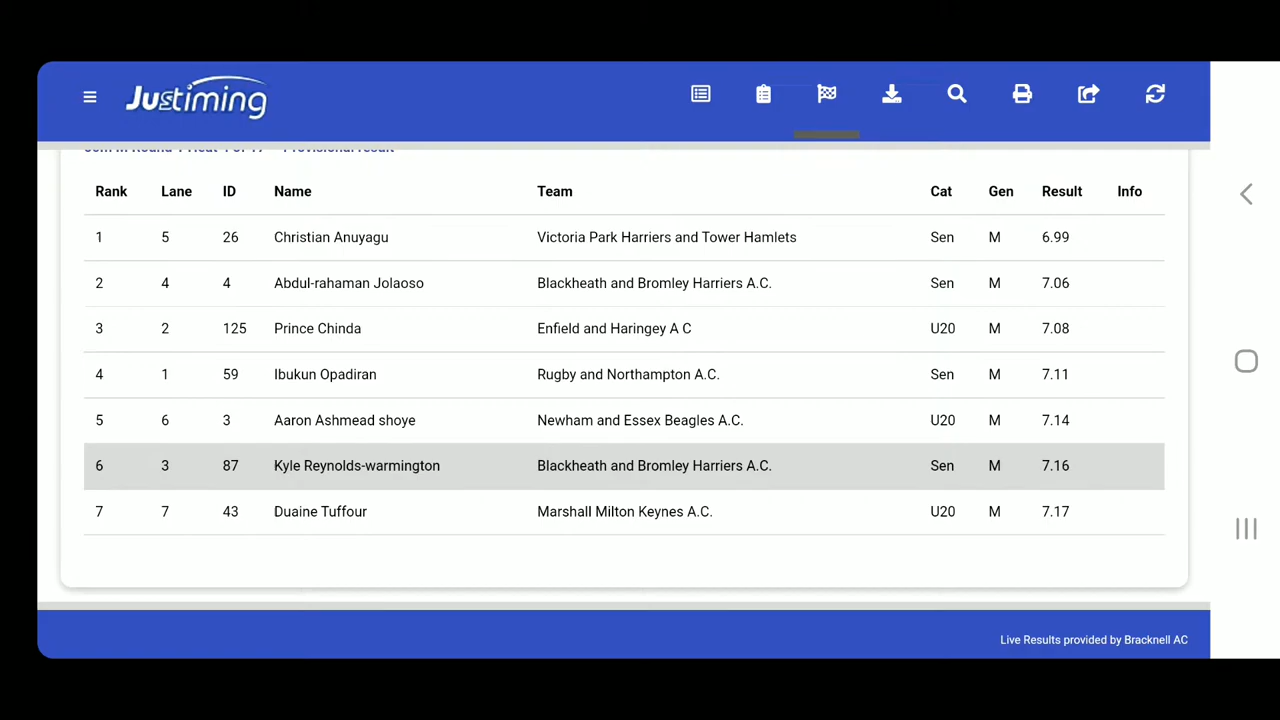 Justiming
Rank Lane ID Name Team Cat Gen Result Info
1 5 26 Christian Anuyagu Victoria Park Harriers and Tower Hamlets Sen M 6.99
2 4 4 Abdul-rahaman Jolaoso Blackheath and Bromley Harriers A.C. Sen M 7.06
3 2 125 Prince Chinda Enfield and Haringey A C U20 M 7.08
4 1 59 Ibukun Opadiran Rugby and Northampton A.C. Sen M 7.11
5 6 3 Aaron Ashmead shoye Newham and Essex Beagles A.C. U20 M 7.14
6 3 87 Kyle Reynolds-warmington Blackheath and Bromley Harriers A.C. Sen M 7.16
7 7 43 Duaine Tuffour Marshall Milton Keynes A.C. U20 M 7.17
Live Results provided by Bracknell AC